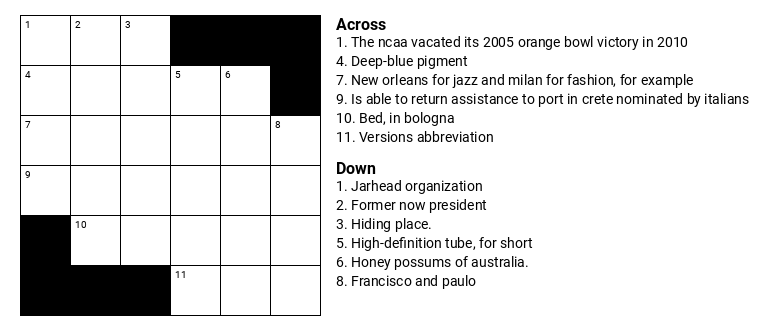 1 2 3
4 5 6
7 8
9
10
11
Across
1. The ncaa vacated its 2005 orange bowl victory in 2010
4. Deep-blue pigment
7. New orleans for jazz and milan for fashion, for example
9. Is able to return assistance to port in crete nominated by italians
10. Bed, in bologna
11. Versions abbreviation
Down
1. Jarhead organization
2. Former now president
3. Hiding place.
5. High-definition tube, for short
6. Honey possums of australia.
8. Francisco and paulo